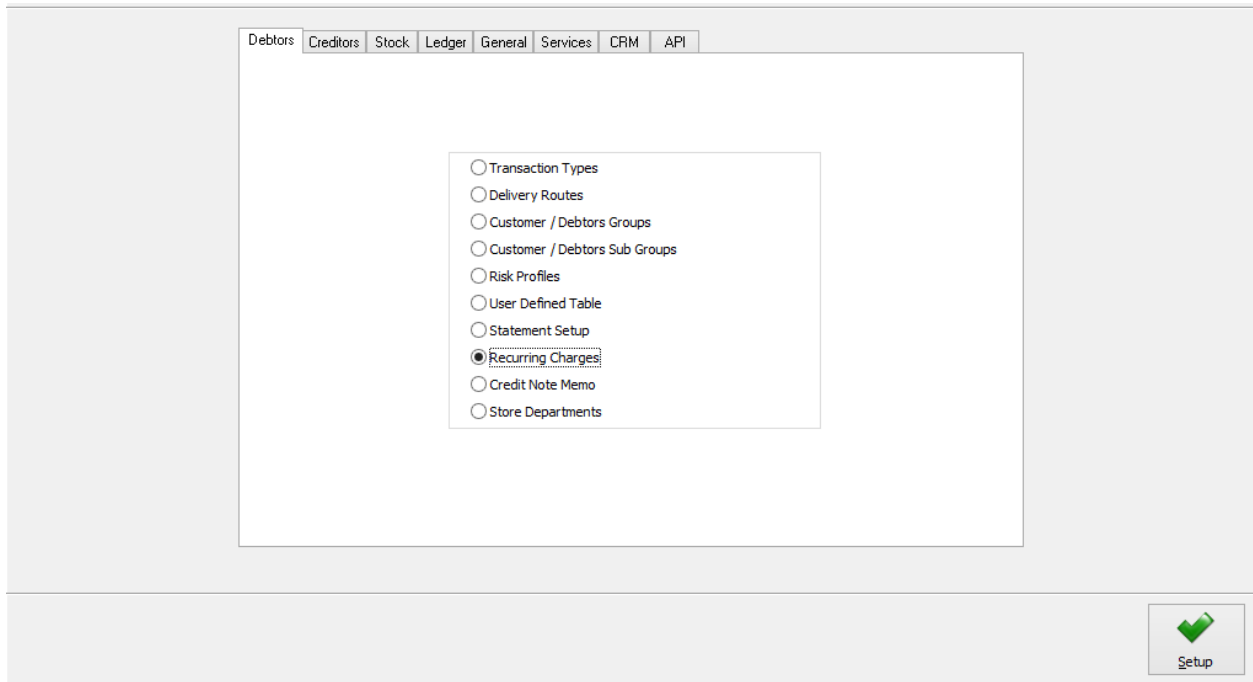 Debtors Creditors Stock Ledger General Services CRM API
Transaction Types
Delivery Routes
Customer / Debtors Groups
Customer / Debtors Sub Groups
Risk Profiles
User Defined Table
Statement Setup
Recurring Charges
Credit Note Memo
Store Departments
Setup